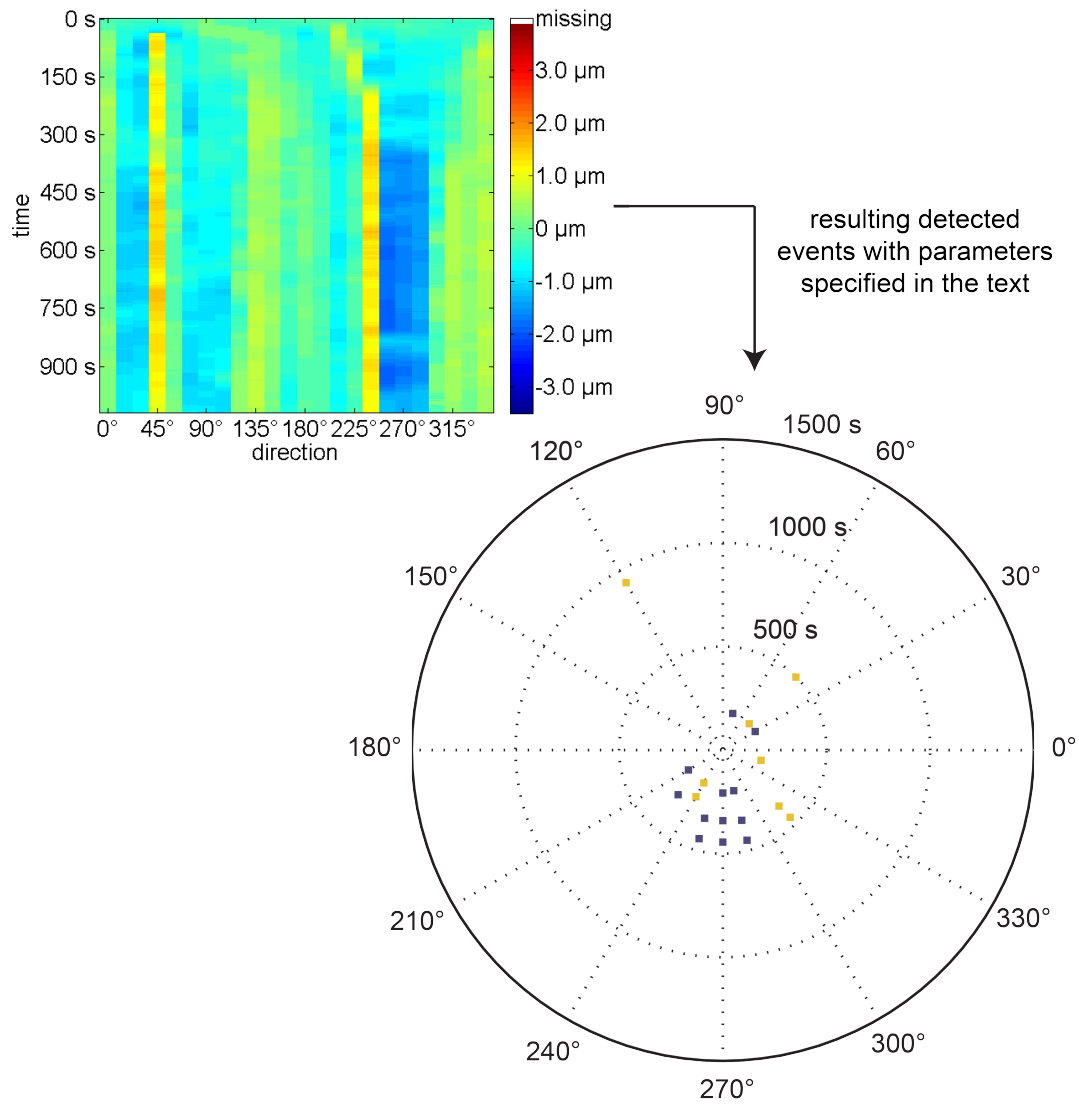 0 s
150 s
300 s
450 s
600 s
750 s
900 s
time
0° 45° 90° 135° 180° 225° 270° 315°
direction
missing
3.0 µm
2.0 µm
1.0 µm
0 µm
-1.0 µm
-2.0 µm
-3.0 µm
resulting detected
events with parameters
specified in the text
90°
1500 s
120°
60°
1000 s
150°
30°
500 s
180°
0°
210°
330°
240°
300°
270°